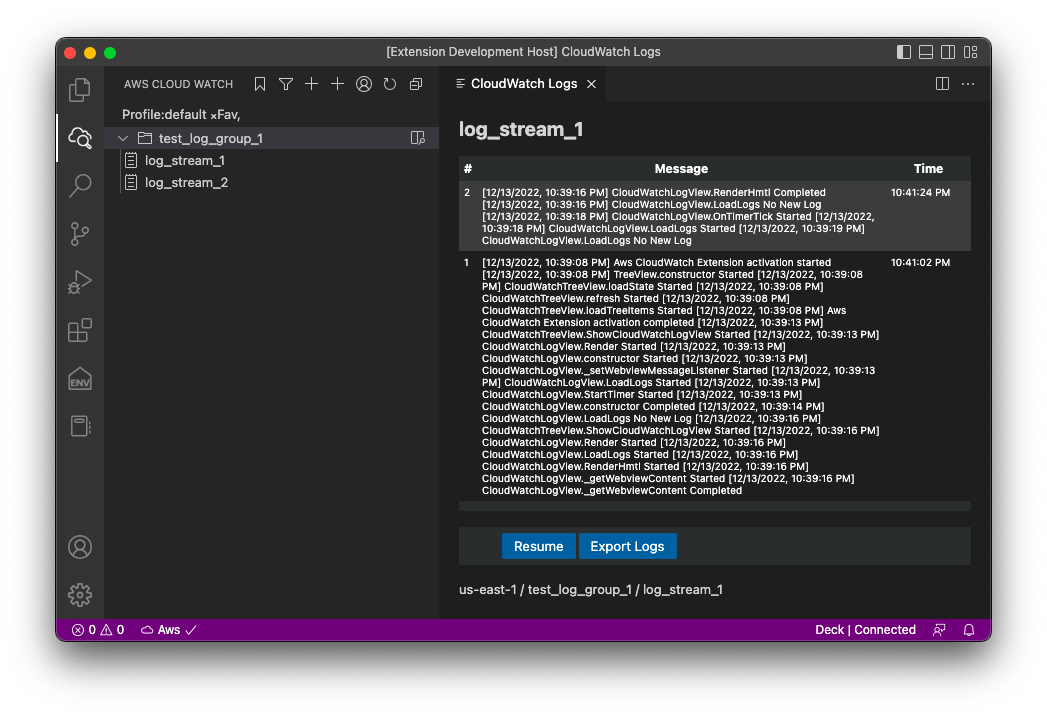 [Extension Development Host] CloudWatch Logs
AWS CLOUD WATCH
Profile:default ×Fav,
test_log_group_1
log_stream_1
log_stream_2
ENV
CloudWatch Logs
log_stream_1
# Message Time
2 [12/13/2022, 10:39:16 PM] CloudWatchLogView.RenderHmtl Completed 10:41:24 PM
[12/13/2022, 10:39:16 PM] CloudWatchLogView.LoadLogs No New Log
[12/13/2022, 10:39:18 PM] CloudWatchLogView.OnTimerTick Started [12/13/2022,
10:39:18 PM] CloudWatchLogView.LoadLogs Started [12/13/2022, 10:39:19 PM]
CloudWatchLogView.LoadLogs No New Log
1 [12/13/2022, 10:39:08 PM] Aws CloudWatch Extension activation started 10:41:02 PM
[12/13/2022, 10:39:08 PM] TreeView.constructor Started [12/13/2022, 10:39:08
PM] CloudWatchTreeView.loadState Started [12/13/2022, 10:39:08 PM]
CloudWatchTreeView.refresh Started [12/13/2022, 10:39:08 PM]
CloudWatchTreeView.loadTreeItems Started [12/13/2022, 10:39:08 PM] Aws
CloudWatch Extension activation completed [12/13/2022, 10:39:13 PM]
CloudWatchTreeView.ShowCloudWatchLogView Started [12/13/2022, 10:39:13 PM]
CloudWatchLogView.Render Started [12/13/2022, 10:39:13 PM]
CloudWatchLogView.constructor Started [12/13/2022, 10:39:13 PM]
CloudWatchLogView._setWebviewMessageListener Started [12/13/2022, 10:39:13
PM] CloudWatchLogView.LoadLogs Started [12/13/2022, 10:39:13 PM]
CloudWatchLogView.StartTimer Started [12/13/2022, 10:39:13 PM]
CloudWatchLogView.constructor Completed [12/13/2022, 10:39:14 PM]
CloudWatchLogView.LoadLogs No New Log [12/13/2022, 10:39:16 PM]
CloudWatchTreeView.ShowCloudWatchLogView Started [12/13/2022, 10:39:16 PM]
CloudWatchLogView.Render Started [12/13/2022, 10:39:16 PM]
CloudWatchLogView.LoadLogs Started [12/13/2022, 10:39:16 PM]
CloudWatchLogView.RenderHmtl Started [12/13/2022, 10:39:16 PM]
CloudWatchLogView._getWebviewContent Started [12/13/2022, 10:39:16 PM]
CloudWatchLogView._getWebviewContent Completed
Resume Export Logs
us-east-1 / test_log_group_1 / log_stream_1
0 0 Aws Deck | Connected